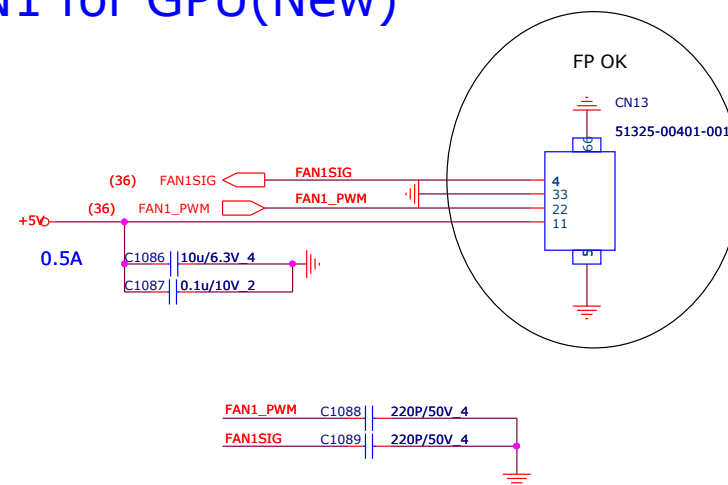 N1 for GPU(New)
FP OK
CN13
51325-00401-001
66
(36) FAN1SIG FAN1SIG
4
33
(36) FAN1_PWM FAN1_PWM
22
+5V
11
0.5A
C1086 10u/6.3V_4
5
C1087 0.1u/10V_2
FAN1_PWM C1088 220P/50V_4
FAN1SIG C1089 220P/50V_4